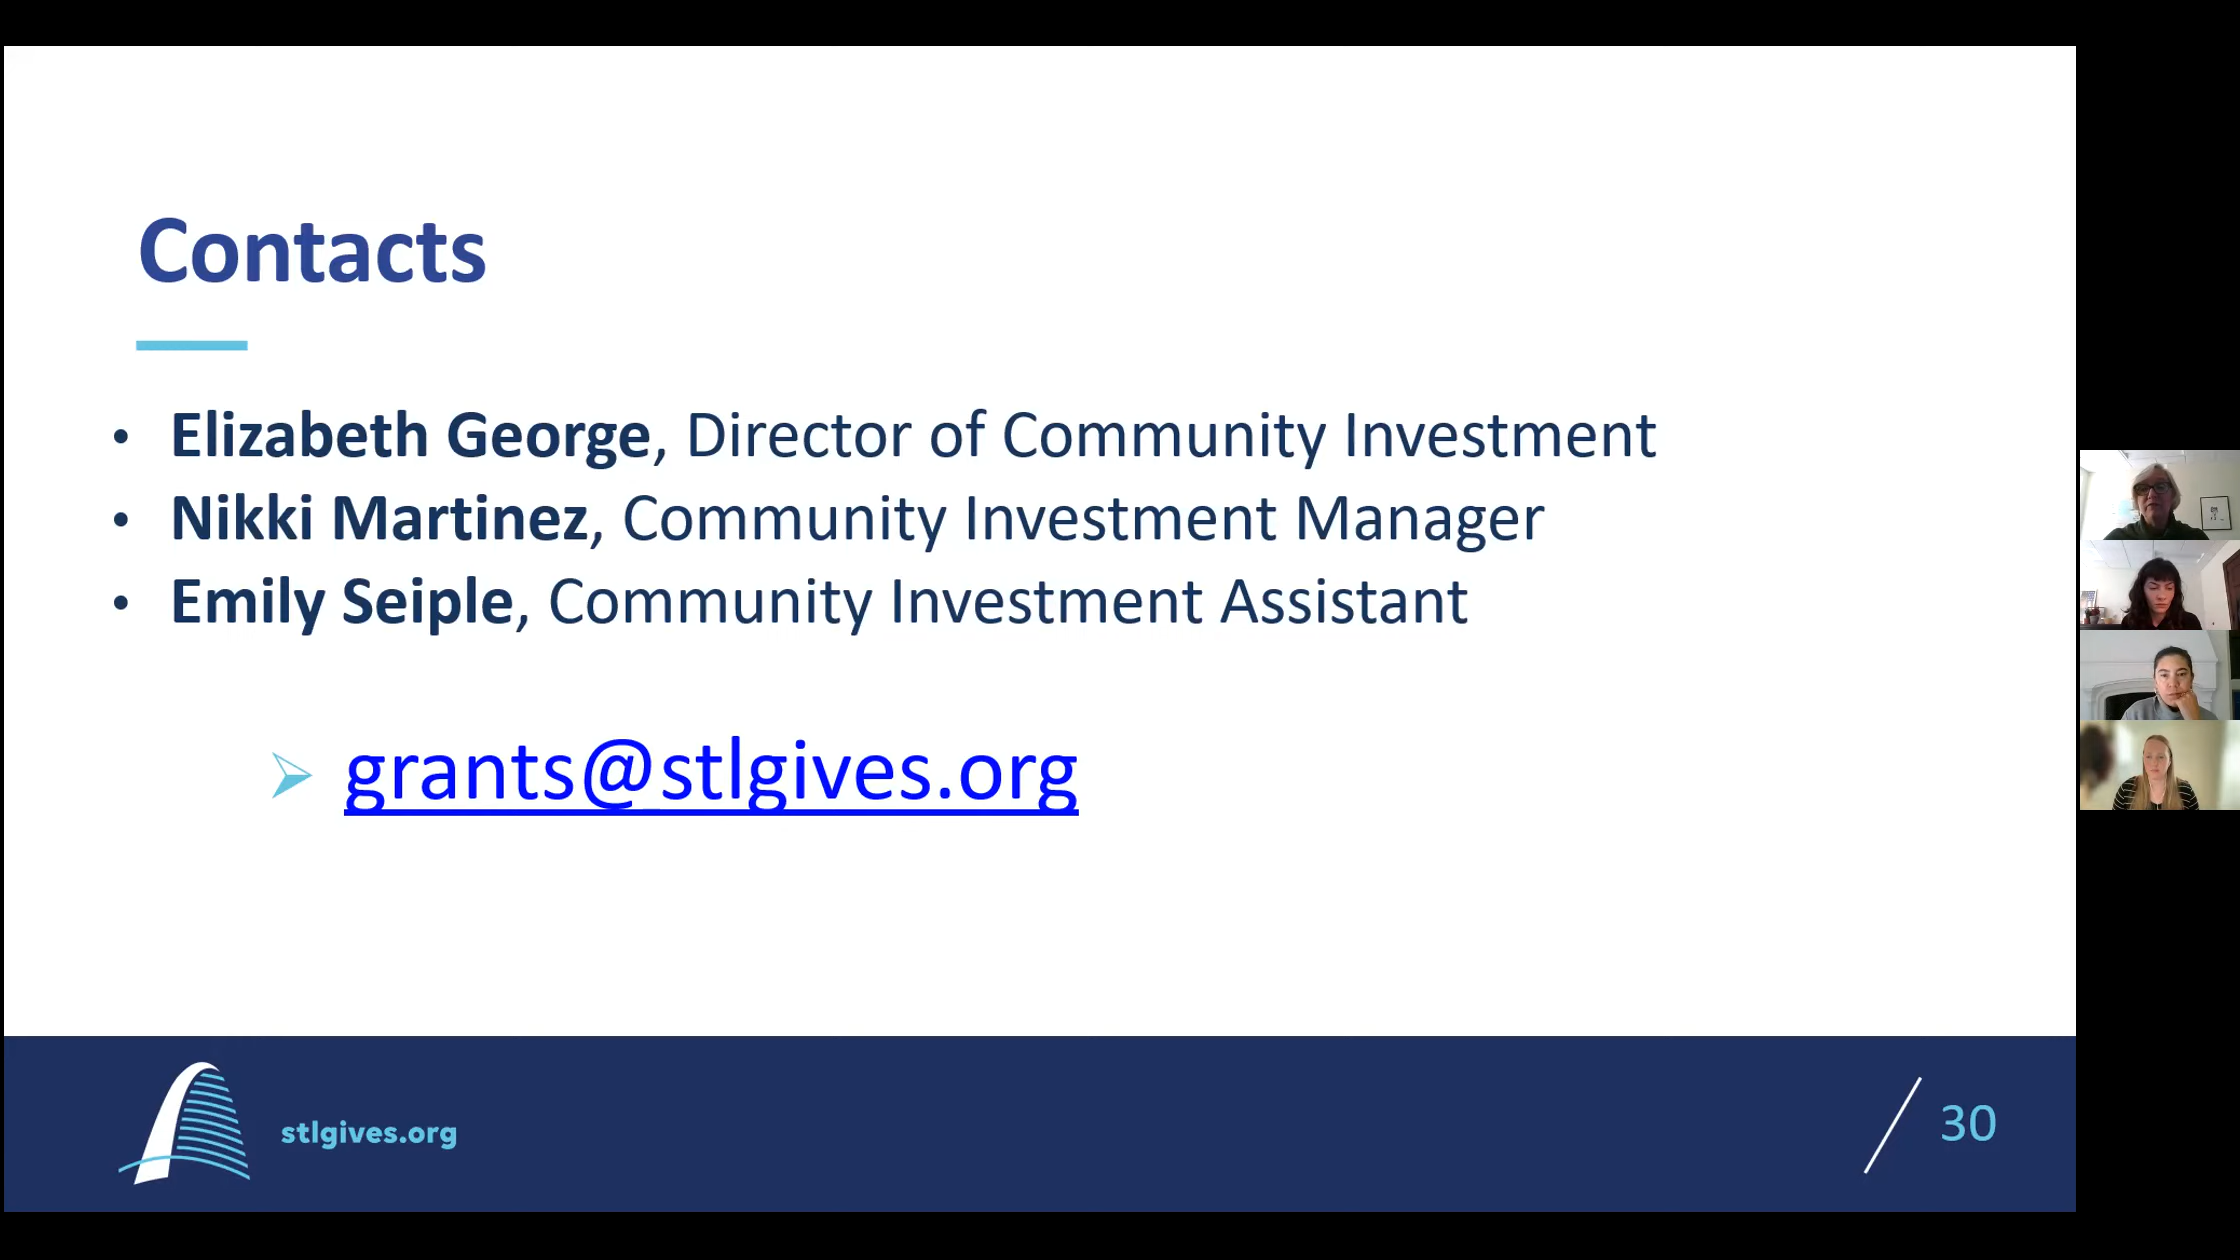 Contacts
• Elizabeth George, Director of Community Investment
• Nikki Martinez, Community Investment Manager
• Emily Seiple, Community Investment Assistant
grants@stlgives.org
stlgives.org
30